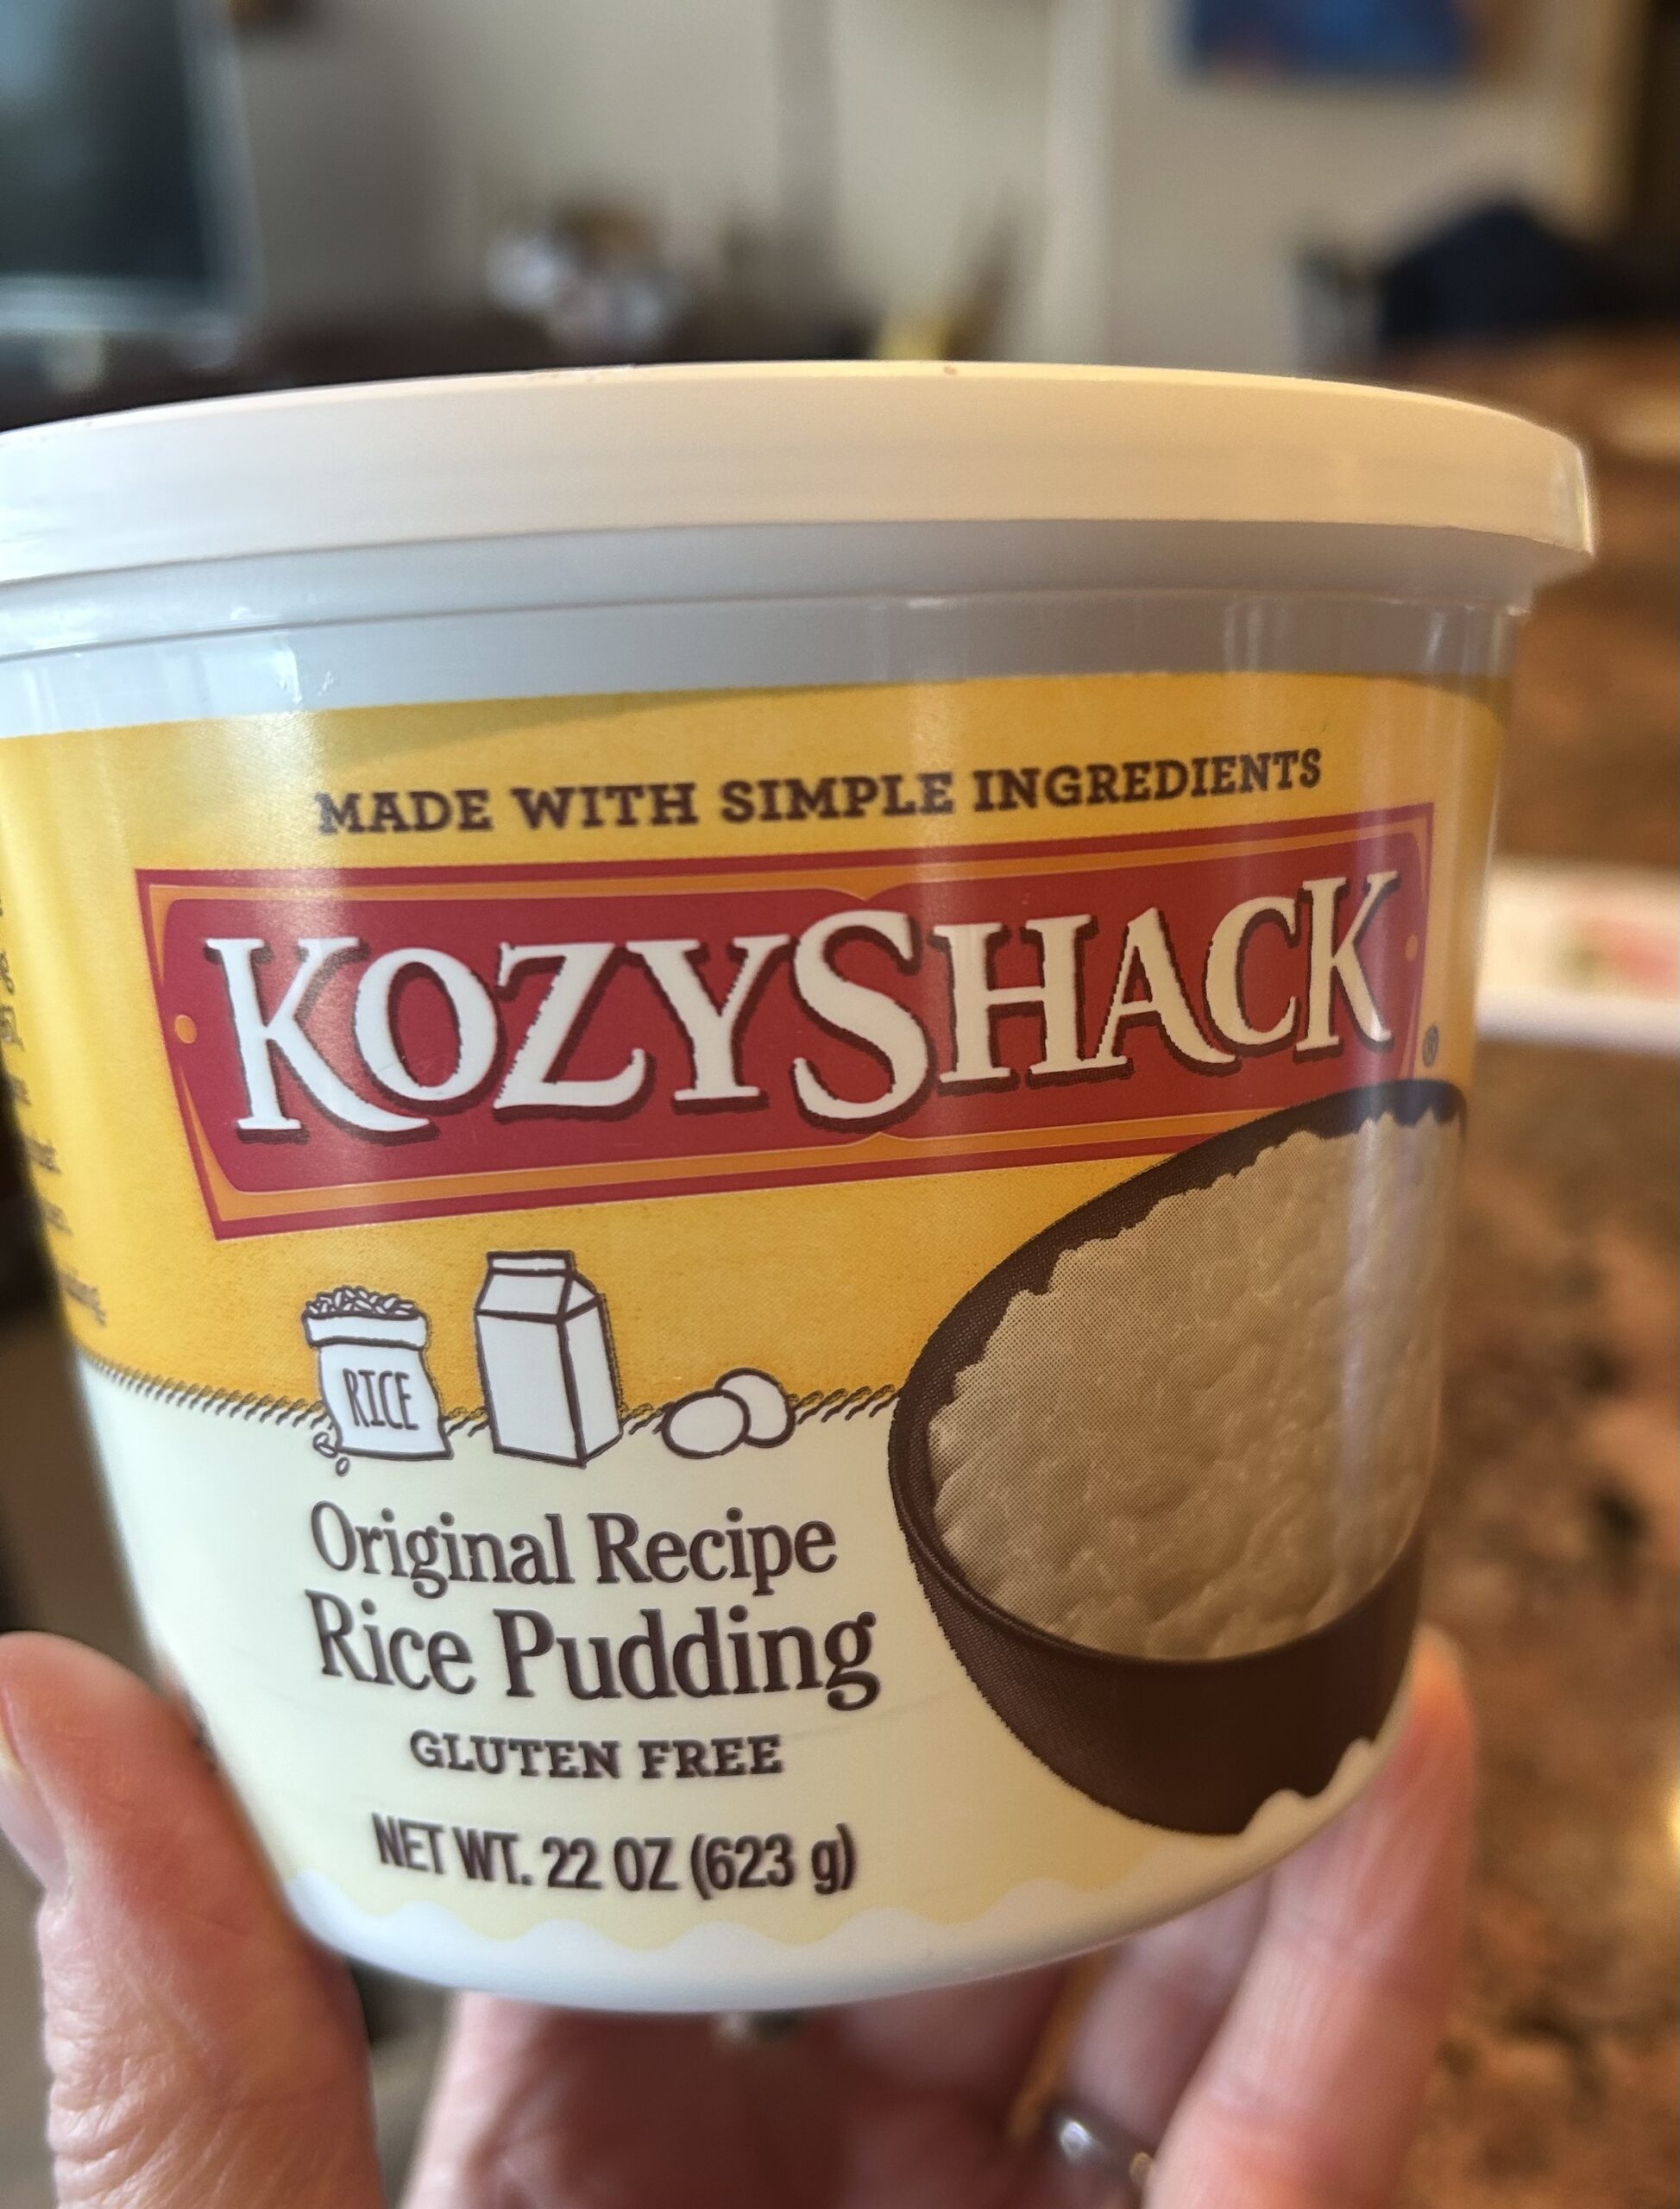 MADE WITH SIMPLE INGREDIENTS
KOZYSHACK®
RICE
Original Recipe
Rice Pudding
GLUTEN FREE
NET WT. 22 OZ (623 g)